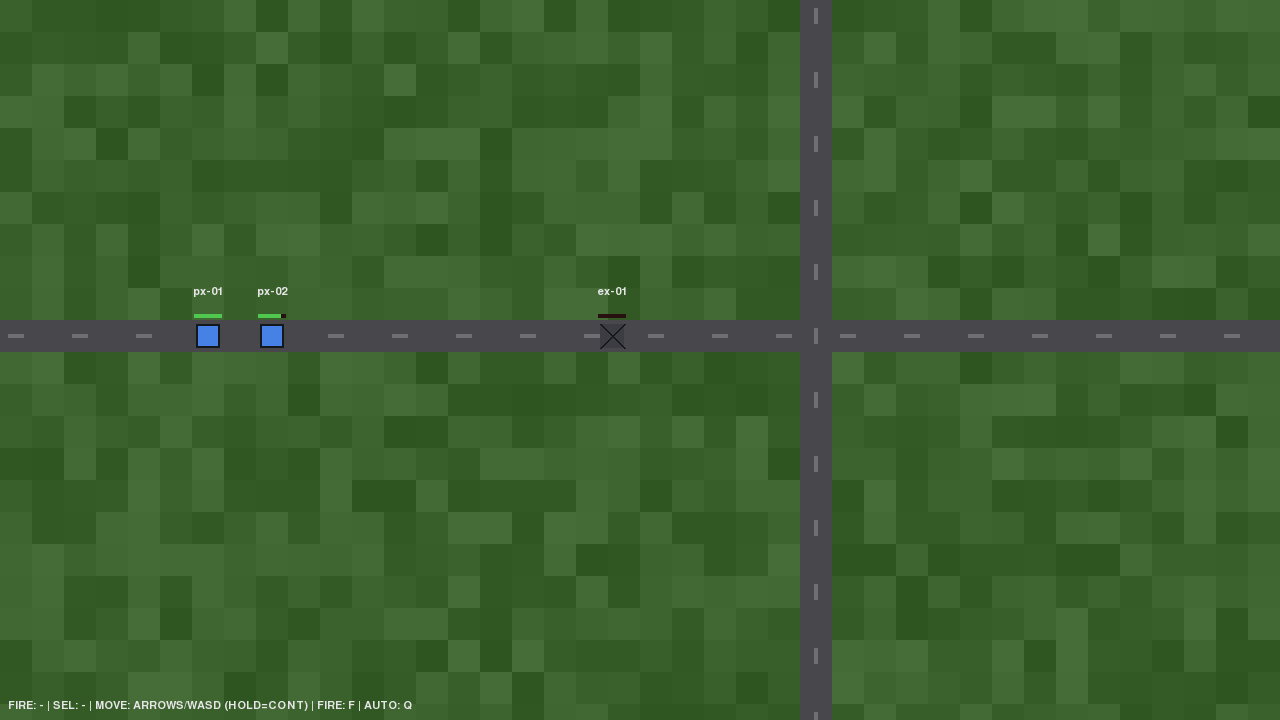 px-01
px-02
ex-01
FIRE: - | SEL: - | MOVE: ARROWS/WASD (HOLD=CONT) | FIRE: F | AUTO: Q